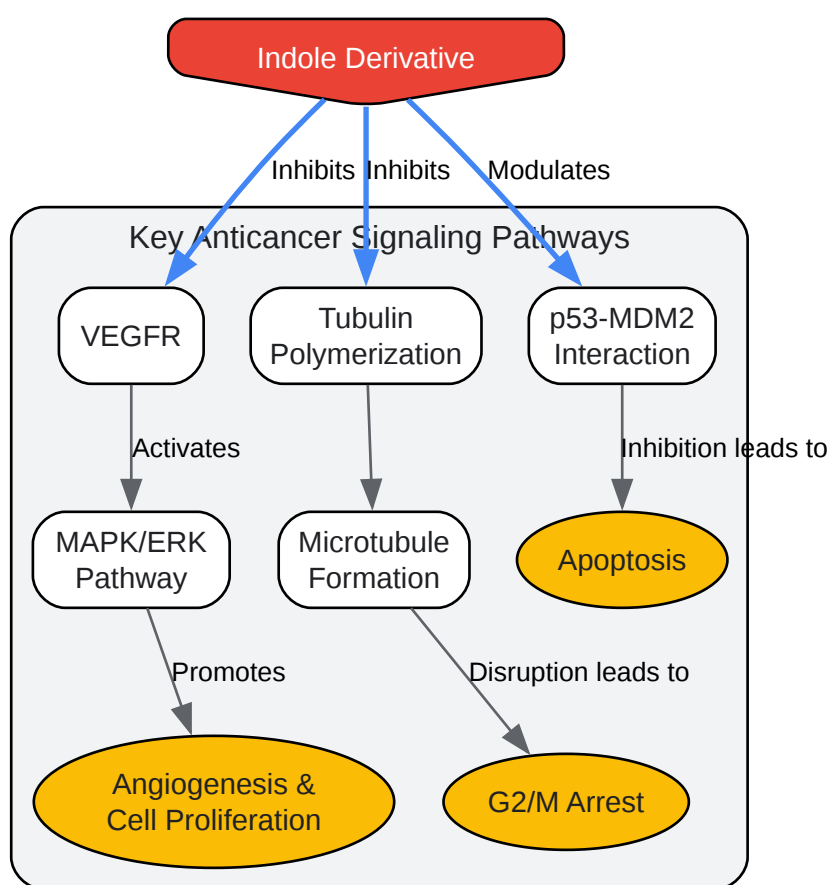 Indole Derivative
Inhibits
Inhibits
Modulates
Key Anticancer Signaling Pathways
VEGFR
Tubulin
Polymerization
p53-MDM2
Interaction
Activates
Inhibition leads to
MAPK/ERK
Pathway
Microtubule
Formation
Apoptosis
Promotes
Disruption leads to
Angiogenesis &
Cell Proliferation
G2/M Arrest